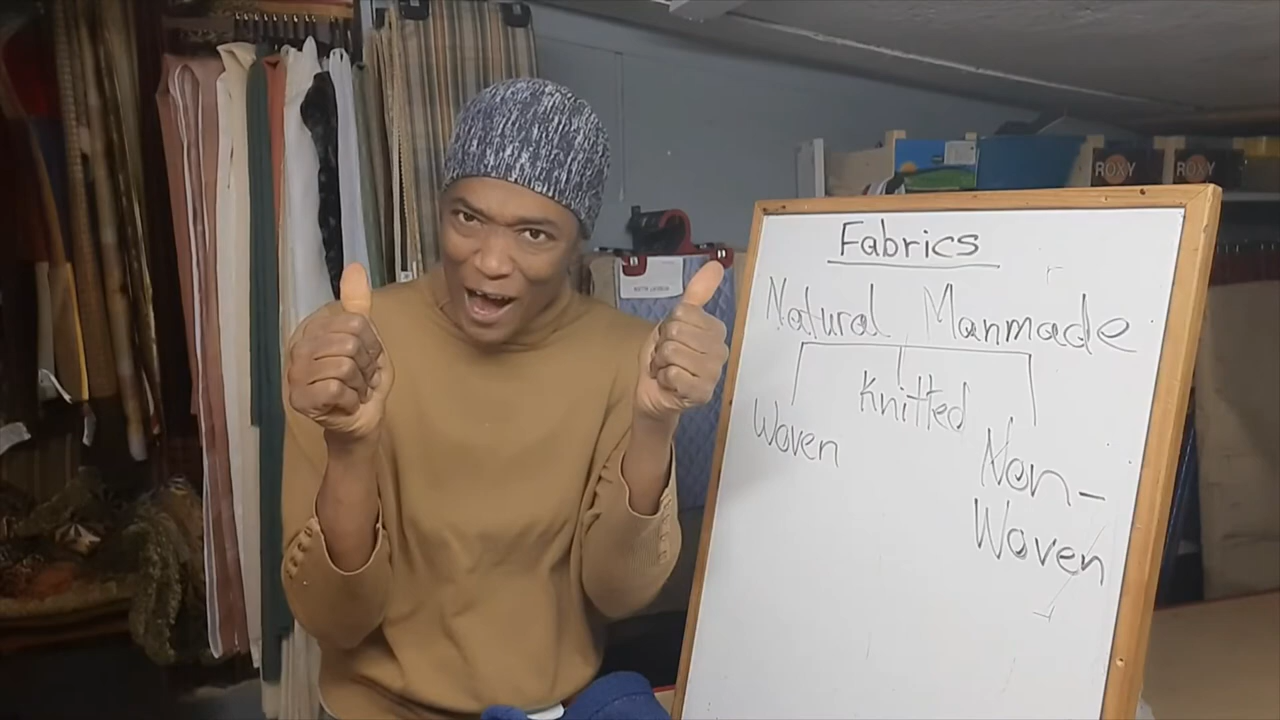 Fabrics
Natural Manmade
Woven
Knitted
Non-
Woven
ROXY
ROXY